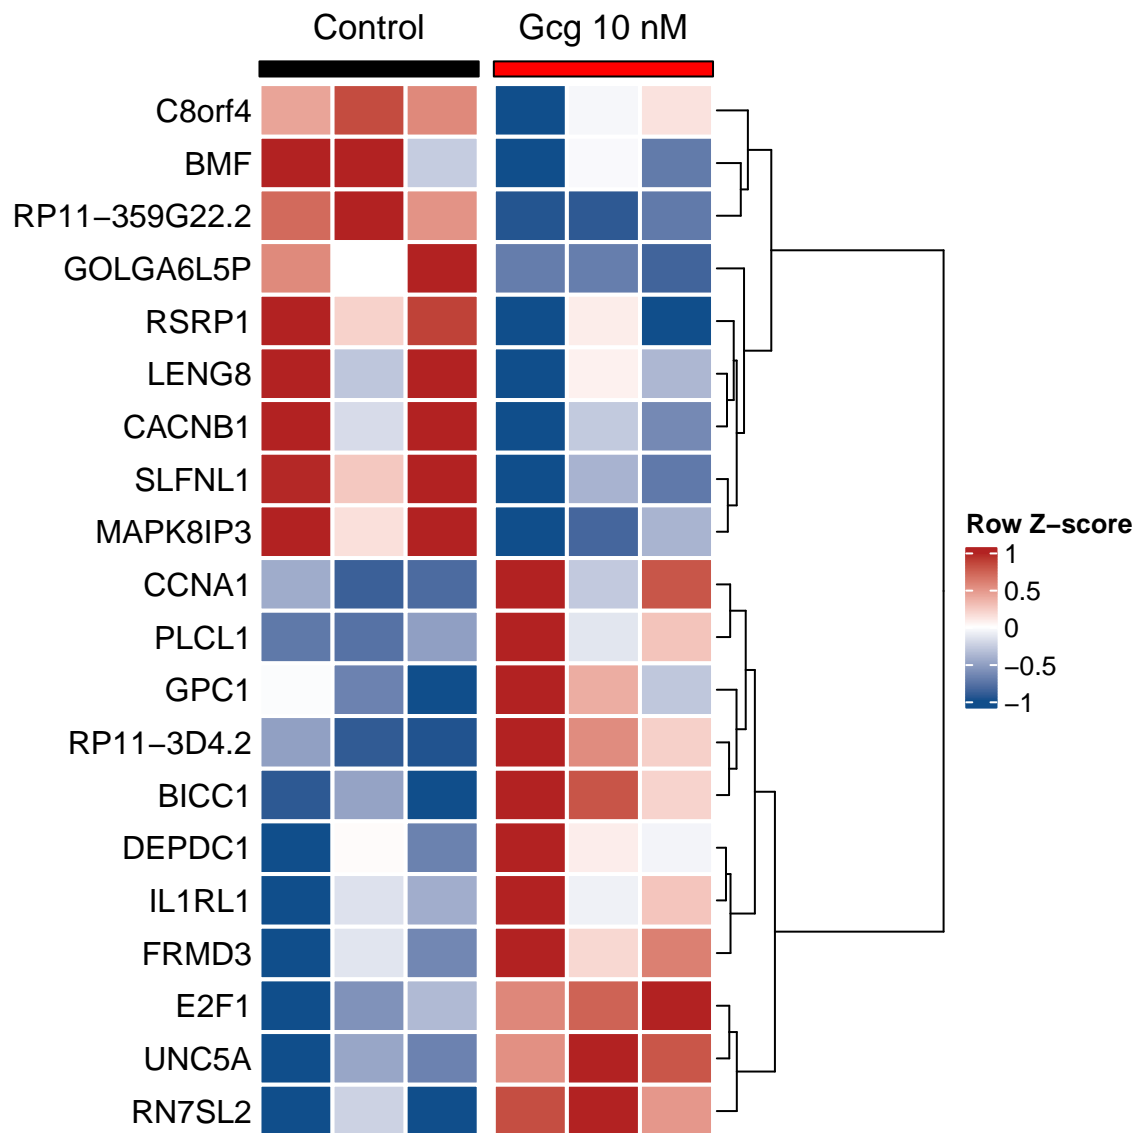 Control Gcg 10 nM
C8orf4
BMF
RP11−359G22.2
GOLGA6L5P
RSRP1
LENG8
CACNB1
SLFNL1
MAPK8IP3
CCNA1
PLCL1
GPC1
RP11−3D4.2
BICC1
DEPDC1
IL1RL1
FRMD3
E2F1
UNC5A
RN7SL2
Row Z−score
1
0.5
0
−0.5
−1